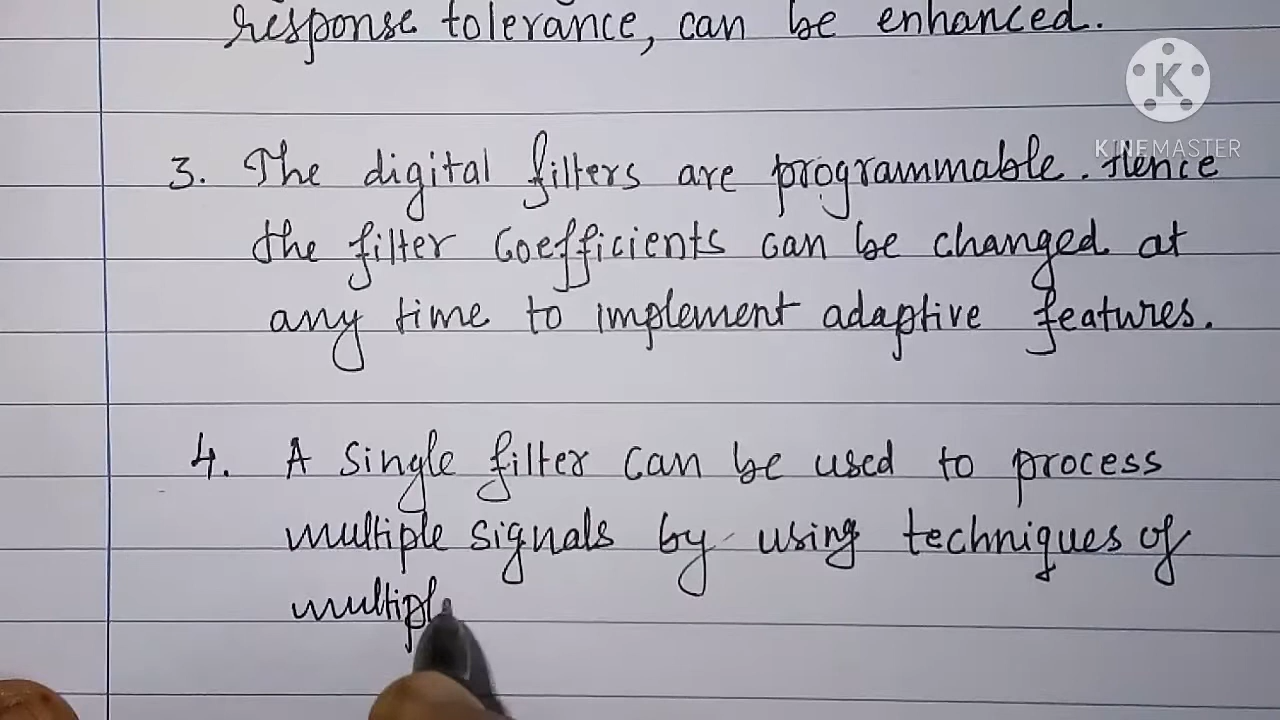 response tolerance, can be enhanced.
K
KINEMASTER
3. The digital filters are programmable. Hence
the filter Coefficients can be changed at
any time to implement adaptive features.
4. A single filter can be used to process
multiple signals by using techniques of
multipl